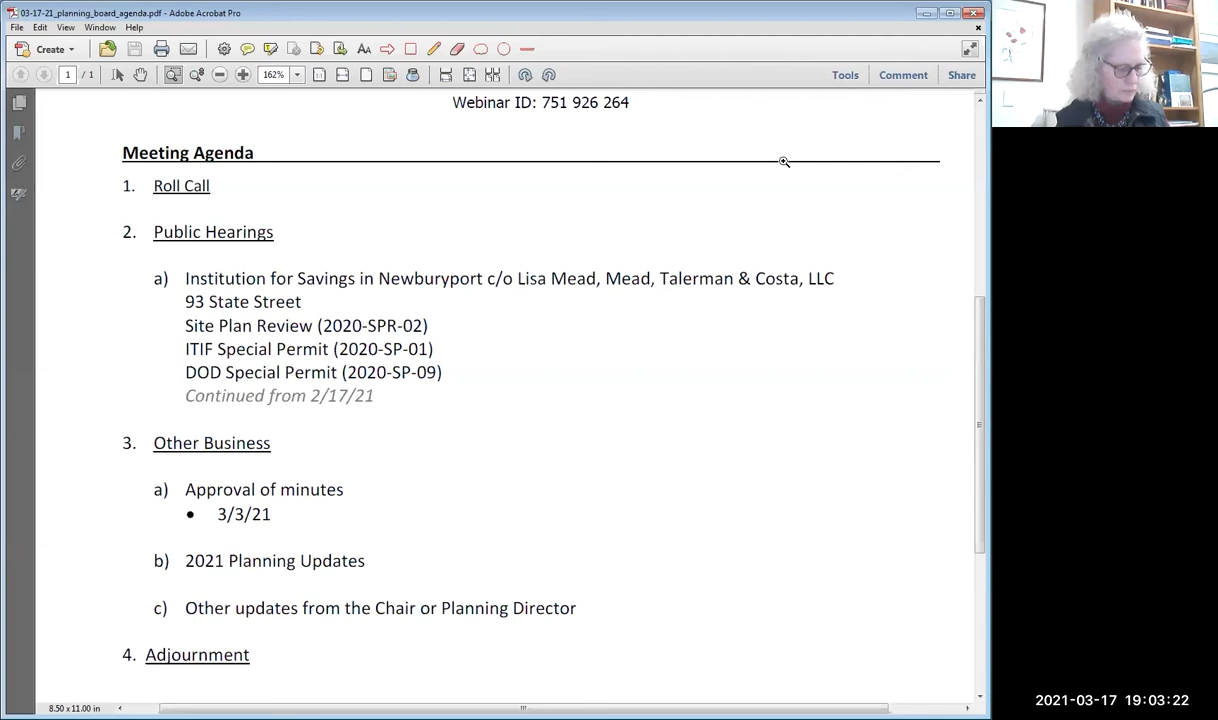 03-17-21_planning_board_agenda.pdf - Adobe Acrobat Pro
File Edit View Window Help
Create
1 / 1 162% Tools Comment Share
Webinar ID: 751 926 264
Meeting Agenda
1. Roll Call
2. Public Hearings
a) Institution for Savings in Newburyport c/o Lisa Mead, Mead, Talerman & Costa, LLC
93 State Street
Site Plan Review (2020-SPR-02)
ITIF Special Permit (2020-SP-01)
DOD Special Permit (2020-SP-09)
Continued from 2/17/21
3. Other Business
a) Approval of minutes
• 3/3/21
b) 2021 Planning Updates
c) Other updates from the Chair or Planning Director
4. Adjournment
8.50 x 11.00 in
2021-03-17 19:03:22